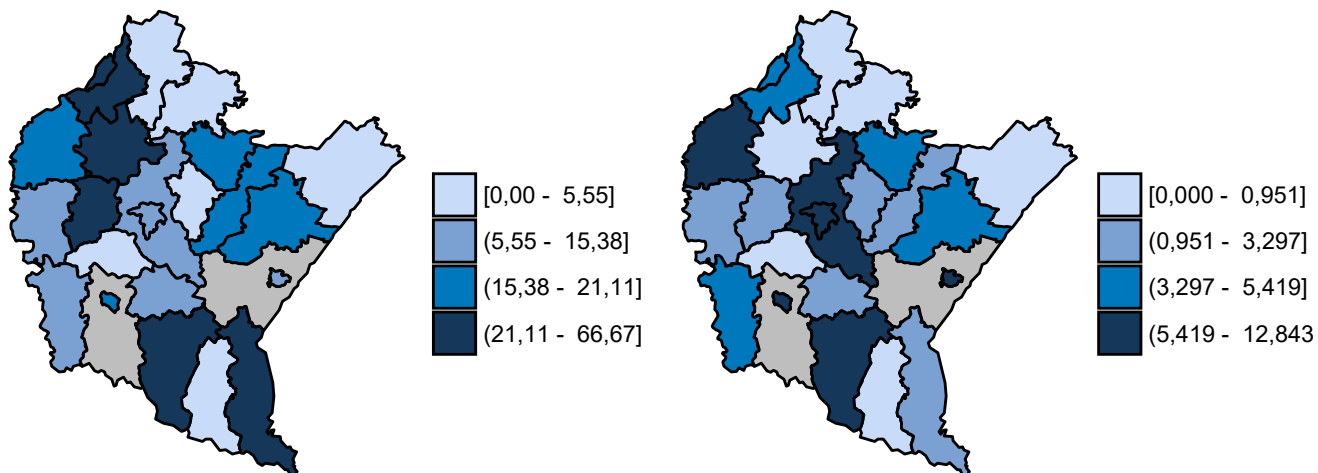 [0,00 - 5,55]
(5,55 - 15,38]
(15,38 - 21,11]
(21,11 - 66,67]
[0,000 - 0,951]
(0,951 - 3,297]
(3,297 - 5,419]
(5,419 - 12,843